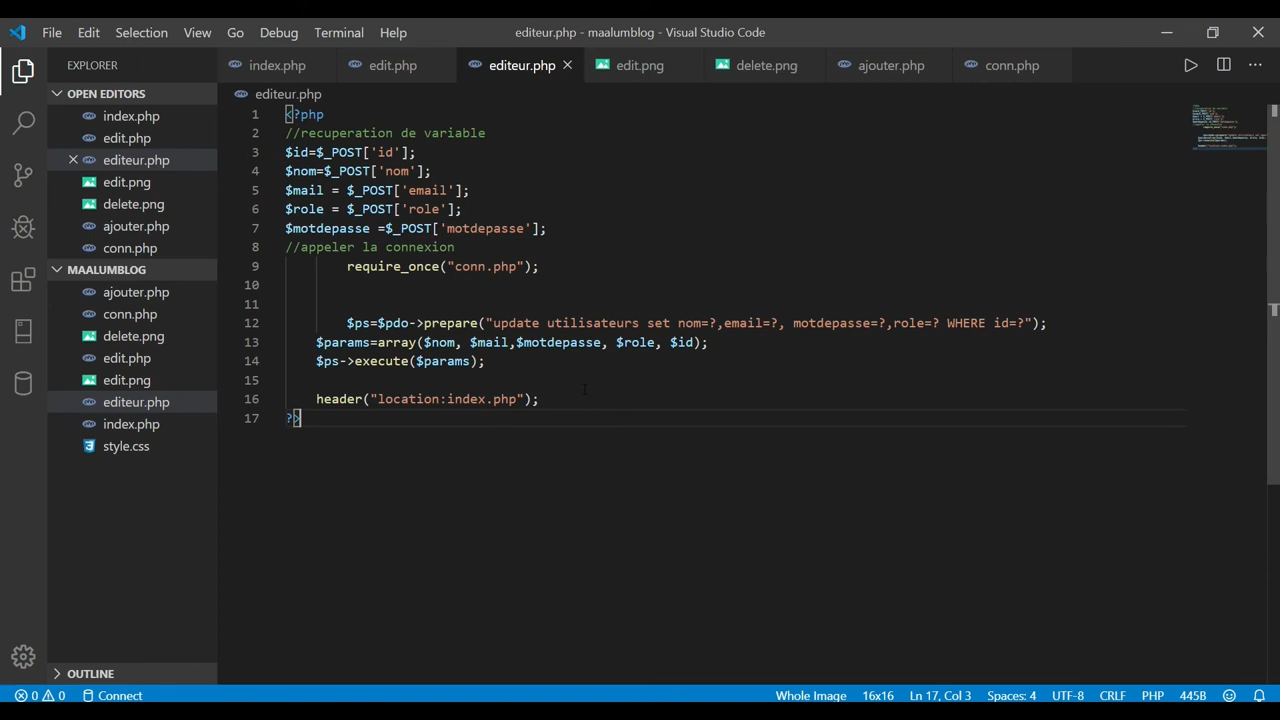 File Edit Selection View Go Debug Terminal Help editeur.php - maalumblog - Visual Studio Code
EXPLORER
OPEN EDITORS
index.php
edit.php
editeur.php
edit.png
delete.png
ajouter.php
conn.php
MAALUMBLOG
ajouter.php
conn.php
delete.png
edit.php
edit.png
editeur.php
index.php
style.css
OUTLINE
index.php edit.php editeur.php edit.png delete.png ajouter.php conn.php
editeur.php
1 <?php
2 //recuperation de variable
3 $id=$_POST['id'];
4 $nom=$_POST['nom'];
5 $mail = $_POST['email'];
6 $role = $_POST['role'];
7 $motdepasse =$_POST['motdepasse'];
8 //appeler la connexion
9 require_once("conn.php");
10
11
12 $ps=$pdo->prepare("update utilisateurs set nom=?,email=?, motdepasse=?,role=? WHERE id=?");
13 $params=array($nom, $mail,$motdepasse, $role, $id);
14 $ps->execute($params);
15
16 header("location:index.php");
17 ?>
0 0 Connect Whole Image 16x16 Ln 17, Col 3 Spaces: 4 UTF-8 CRLF PHP 445B